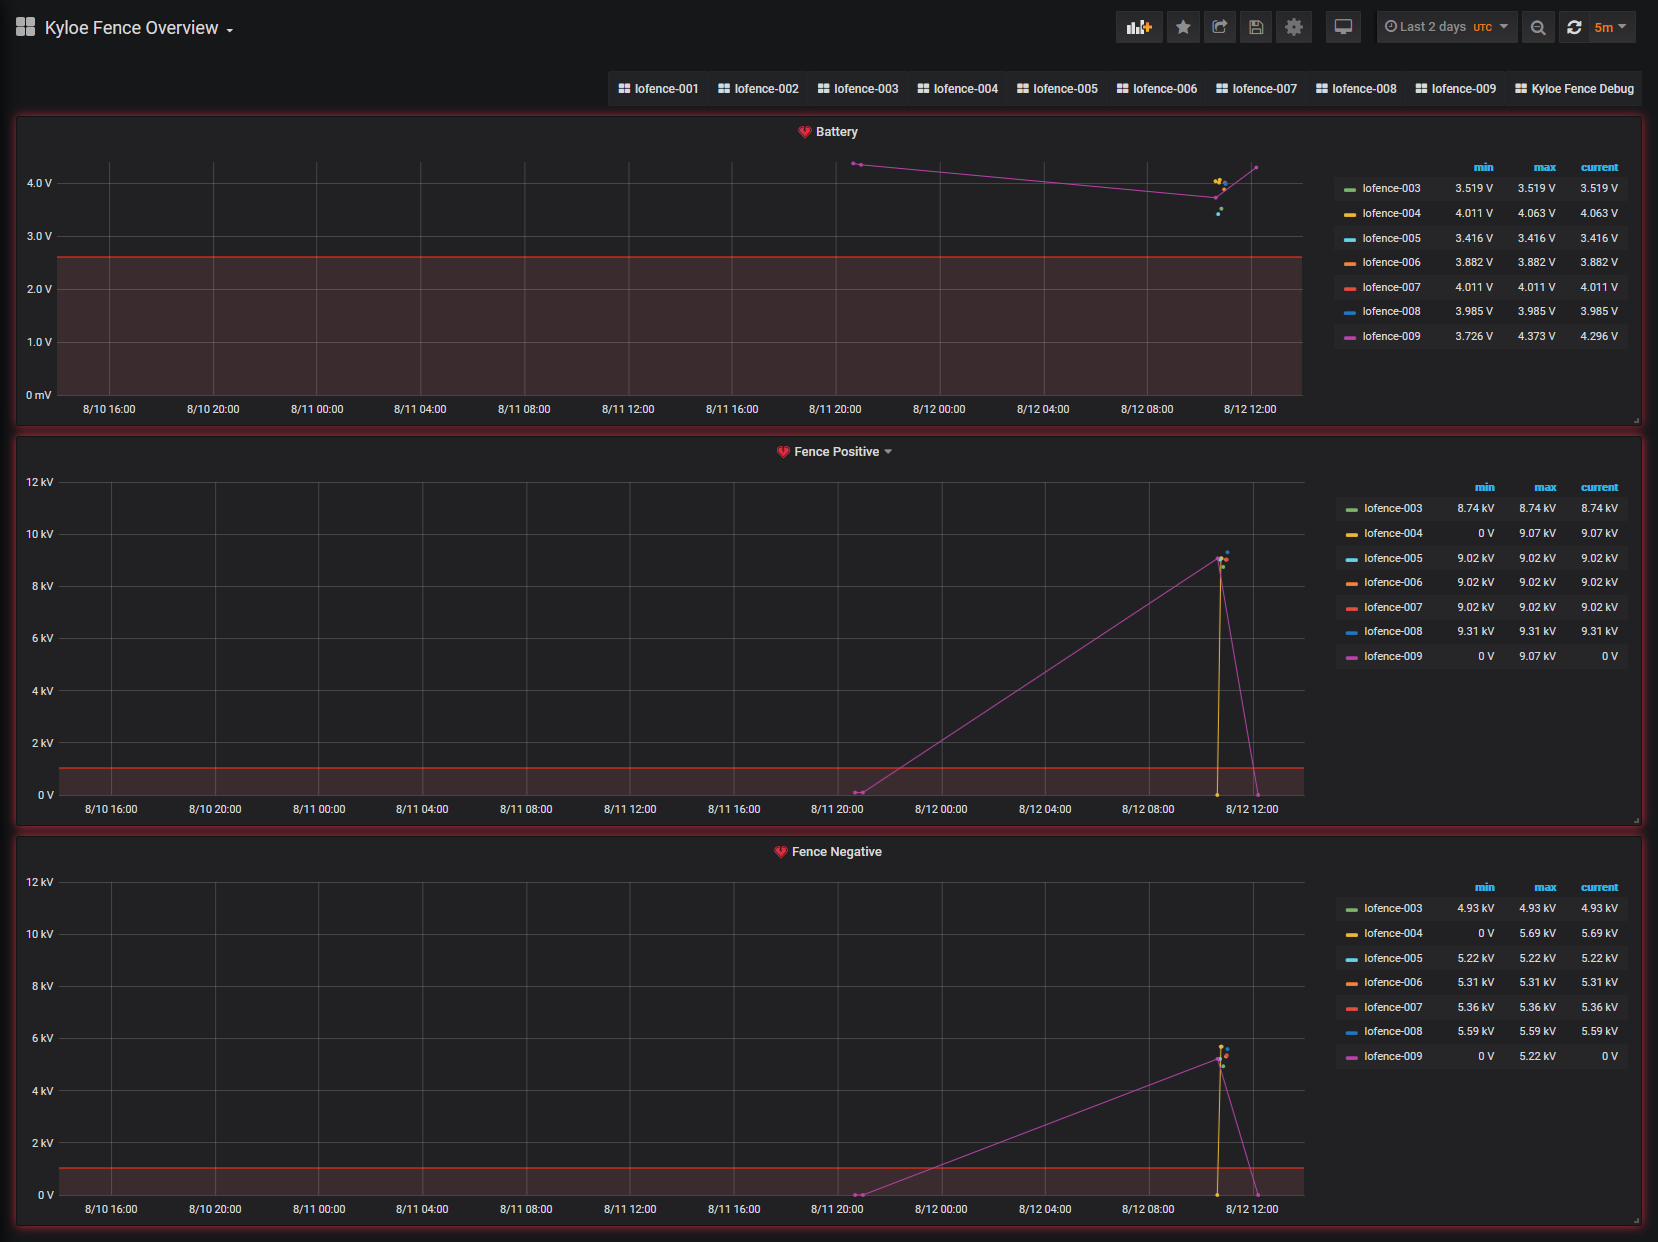 Kyloe Fence Overview
Last 2 days UTC
5m
lofence-001 lofence-002 lofence-003 lofence-004 lofence-005 lofence-006 lofence-007 lofence-008 lofence-009 Kyloe Fence Debug
Battery
4.0 V
3.0 V
2.0 V
1.0 V
0 mV
8/10 16:00 8/10 20:00 8/11 00:00 8/11 04:00 8/11 08:00 8/11 12:00 8/11 16:00 8/11 20:00 8/12 00:00 8/12 04:00 8/12 08:00 8/12 12:00
min max current
lofence-003 3.519 V 3.519 V 3.519 V
lofence-004 4.011 V 4.063 V 4.063 V
lofence-005 3.416 V 3.416 V 3.416 V
lofence-006 3.882 V 3.882 V 3.882 V
lofence-007 4.011 V 4.011 V 4.011 V
lofence-008 3.985 V 3.985 V 3.985 V
lofence-009 3.726 V 4.373 V 4.296 V
Fence Positive
12 kV
10 kV
8 kV
6 kV
4 kV
2 kV
0 V
8/10 16:00 8/10 20:00 8/11 00:00 8/11 04:00 8/11 08:00 8/11 12:00 8/11 16:00 8/11 20:00 8/12 00:00 8/12 04:00 8/12 08:00 8/12 12:00
min max current
lofence-003 8.74 kV 8.74 kV 8.74 kV
lofence-004 0 V 9.07 kV 9.07 kV
lofence-005 9.02 kV 9.02 kV 9.02 kV
lofence-006 9.02 kV 9.02 kV 9.02 kV
lofence-007 9.02 kV 9.02 kV 9.02 kV
lofence-008 9.31 kV 9.31 kV 9.31 kV
lofence-009 0 V 9.07 kV 0 V
Fence Negative
12 kV
10 kV
8 kV
6 kV
4 kV
2 kV
0 V
8/10 16:00 8/10 20:00 8/11 00:00 8/11 04:00 8/11 08:00 8/11 12:00 8/11 16:00 8/11 20:00 8/12 00:00 8/12 04:00 8/12 08:00 8/12 12:00
min max current
lofence-003 4.93 kV 4.93 kV 4.93 kV
lofence-004 0 V 5.69 kV 5.69 kV
lofence-005 5.22 kV 5.22 kV 5.22 kV
lofence-006 5.31 kV 5.31 kV 5.31 kV
lofence-007 5.36 kV 5.36 kV 5.36 kV
lofence-008 5.59 kV 5.59 kV 5.59 kV
lofence-009 0 V 5.22 kV 0 V